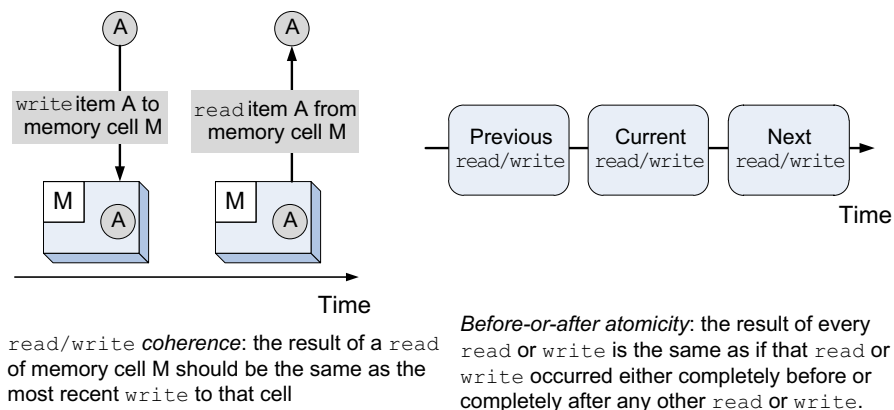 A
A
write item A to
memory cell M
read item A from
memory cell M
M
A
M
A
Time
Previous
read/write
Current
read/write
Next
read/write
Time
read/write coherence: the result of a read
of memory cell M should be the same as the
most recent write to that cell
Before-or-after atomicity: the result of every
read or write is the same as if that read or
write occurred either completely before or
completely after any other read or write.